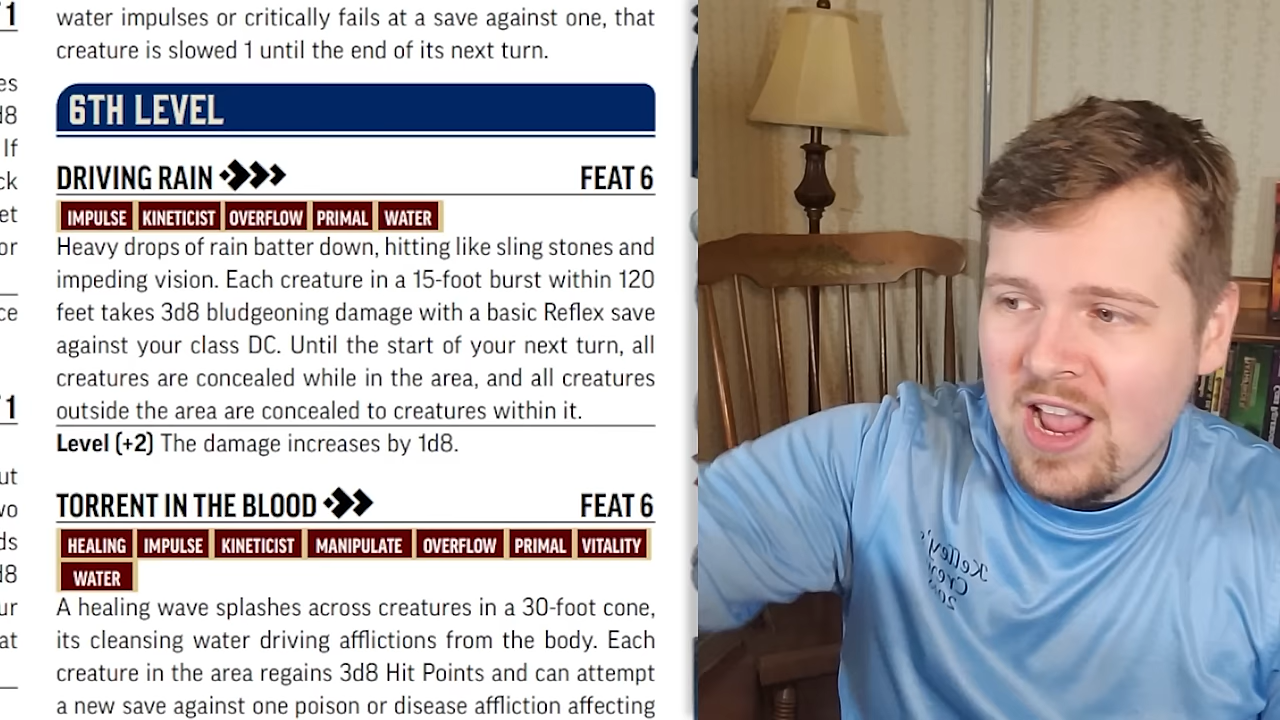 water impulses or critically fails at a save against one, that
creature is slowed 1 until the end of its next turn.
6TH LEVEL
DRIVING RAIN FEAT 6
IMPULSE KINETICIST OVERFLOW PRIMAL WATER
Heavy drops of rain batter down, hitting like sling stones and
impeding vision. Each creature in a 15-foot burst within 120
feet takes 3d8 bludgeoning damage with a basic Reflex save
against your class DC. Until the start of your next turn, all
creatures are concealed while in the area, and all creatures
outside the area are concealed to creatures within it.
Level (+2) The damage increases by 1d8.
TORRENT IN THE BLOOD FEAT 6
HEALING IMPULSE KINETICIST MANIPULATE OVERFLOW PRIMAL VITALITY
WATER
A healing wave splashes across creatures in a 30-foot cone,
its cleansing water driving afflictions from the body. Each
creature in the area regains 3d8 Hit Points and can attempt
a new save against one poison or disease affliction affecting
Kelley's